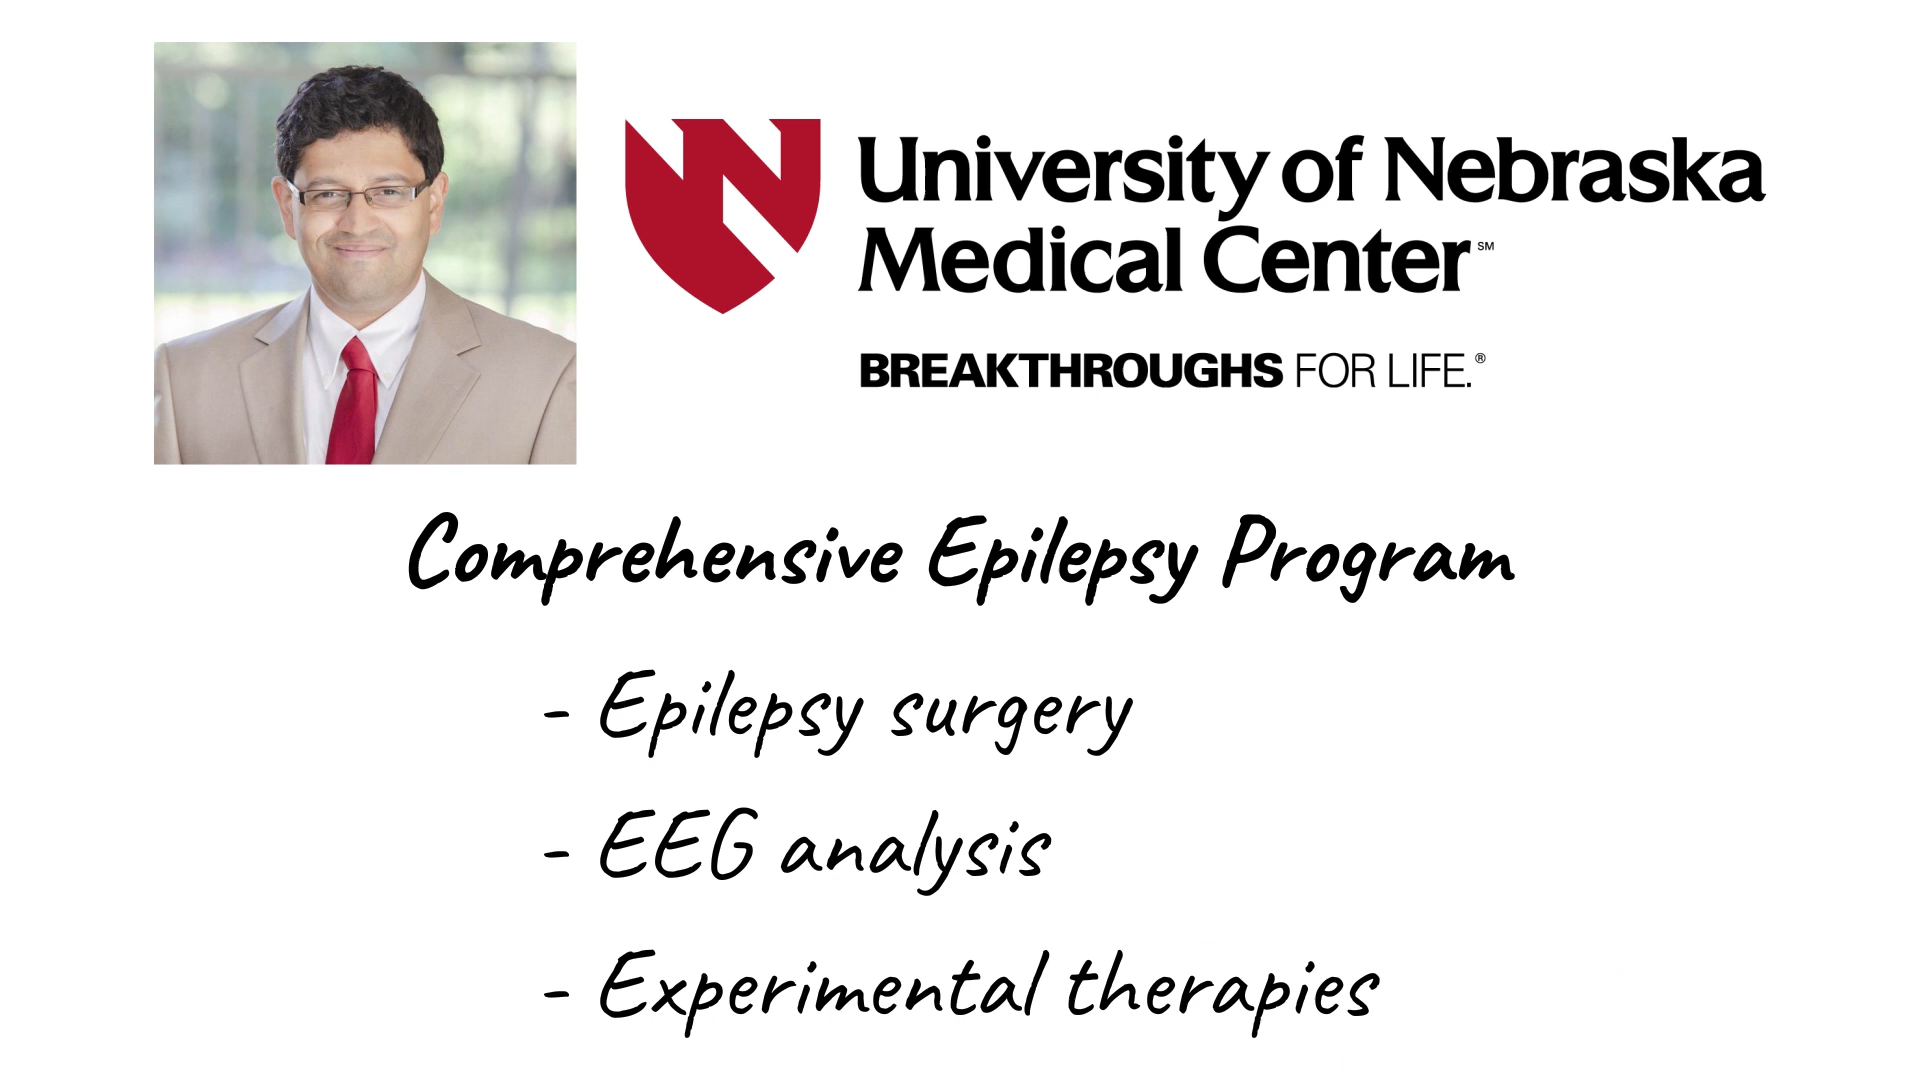 University of Nebraska
Medical Center℠
BREAKTHROUGHS FOR LIFE.®
Comprehensive Epilepsy Program
- Epilepsy surgery
- EEG analysis
- Experimental therapies